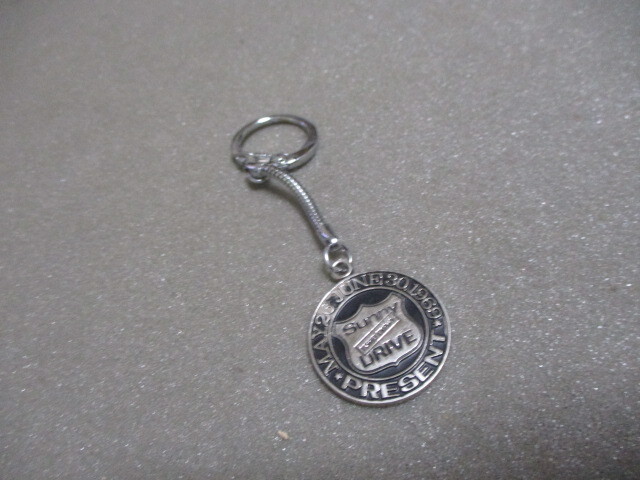 MAY 2 JUNE 30.1969
Sunny
DRIVE
PRESENT